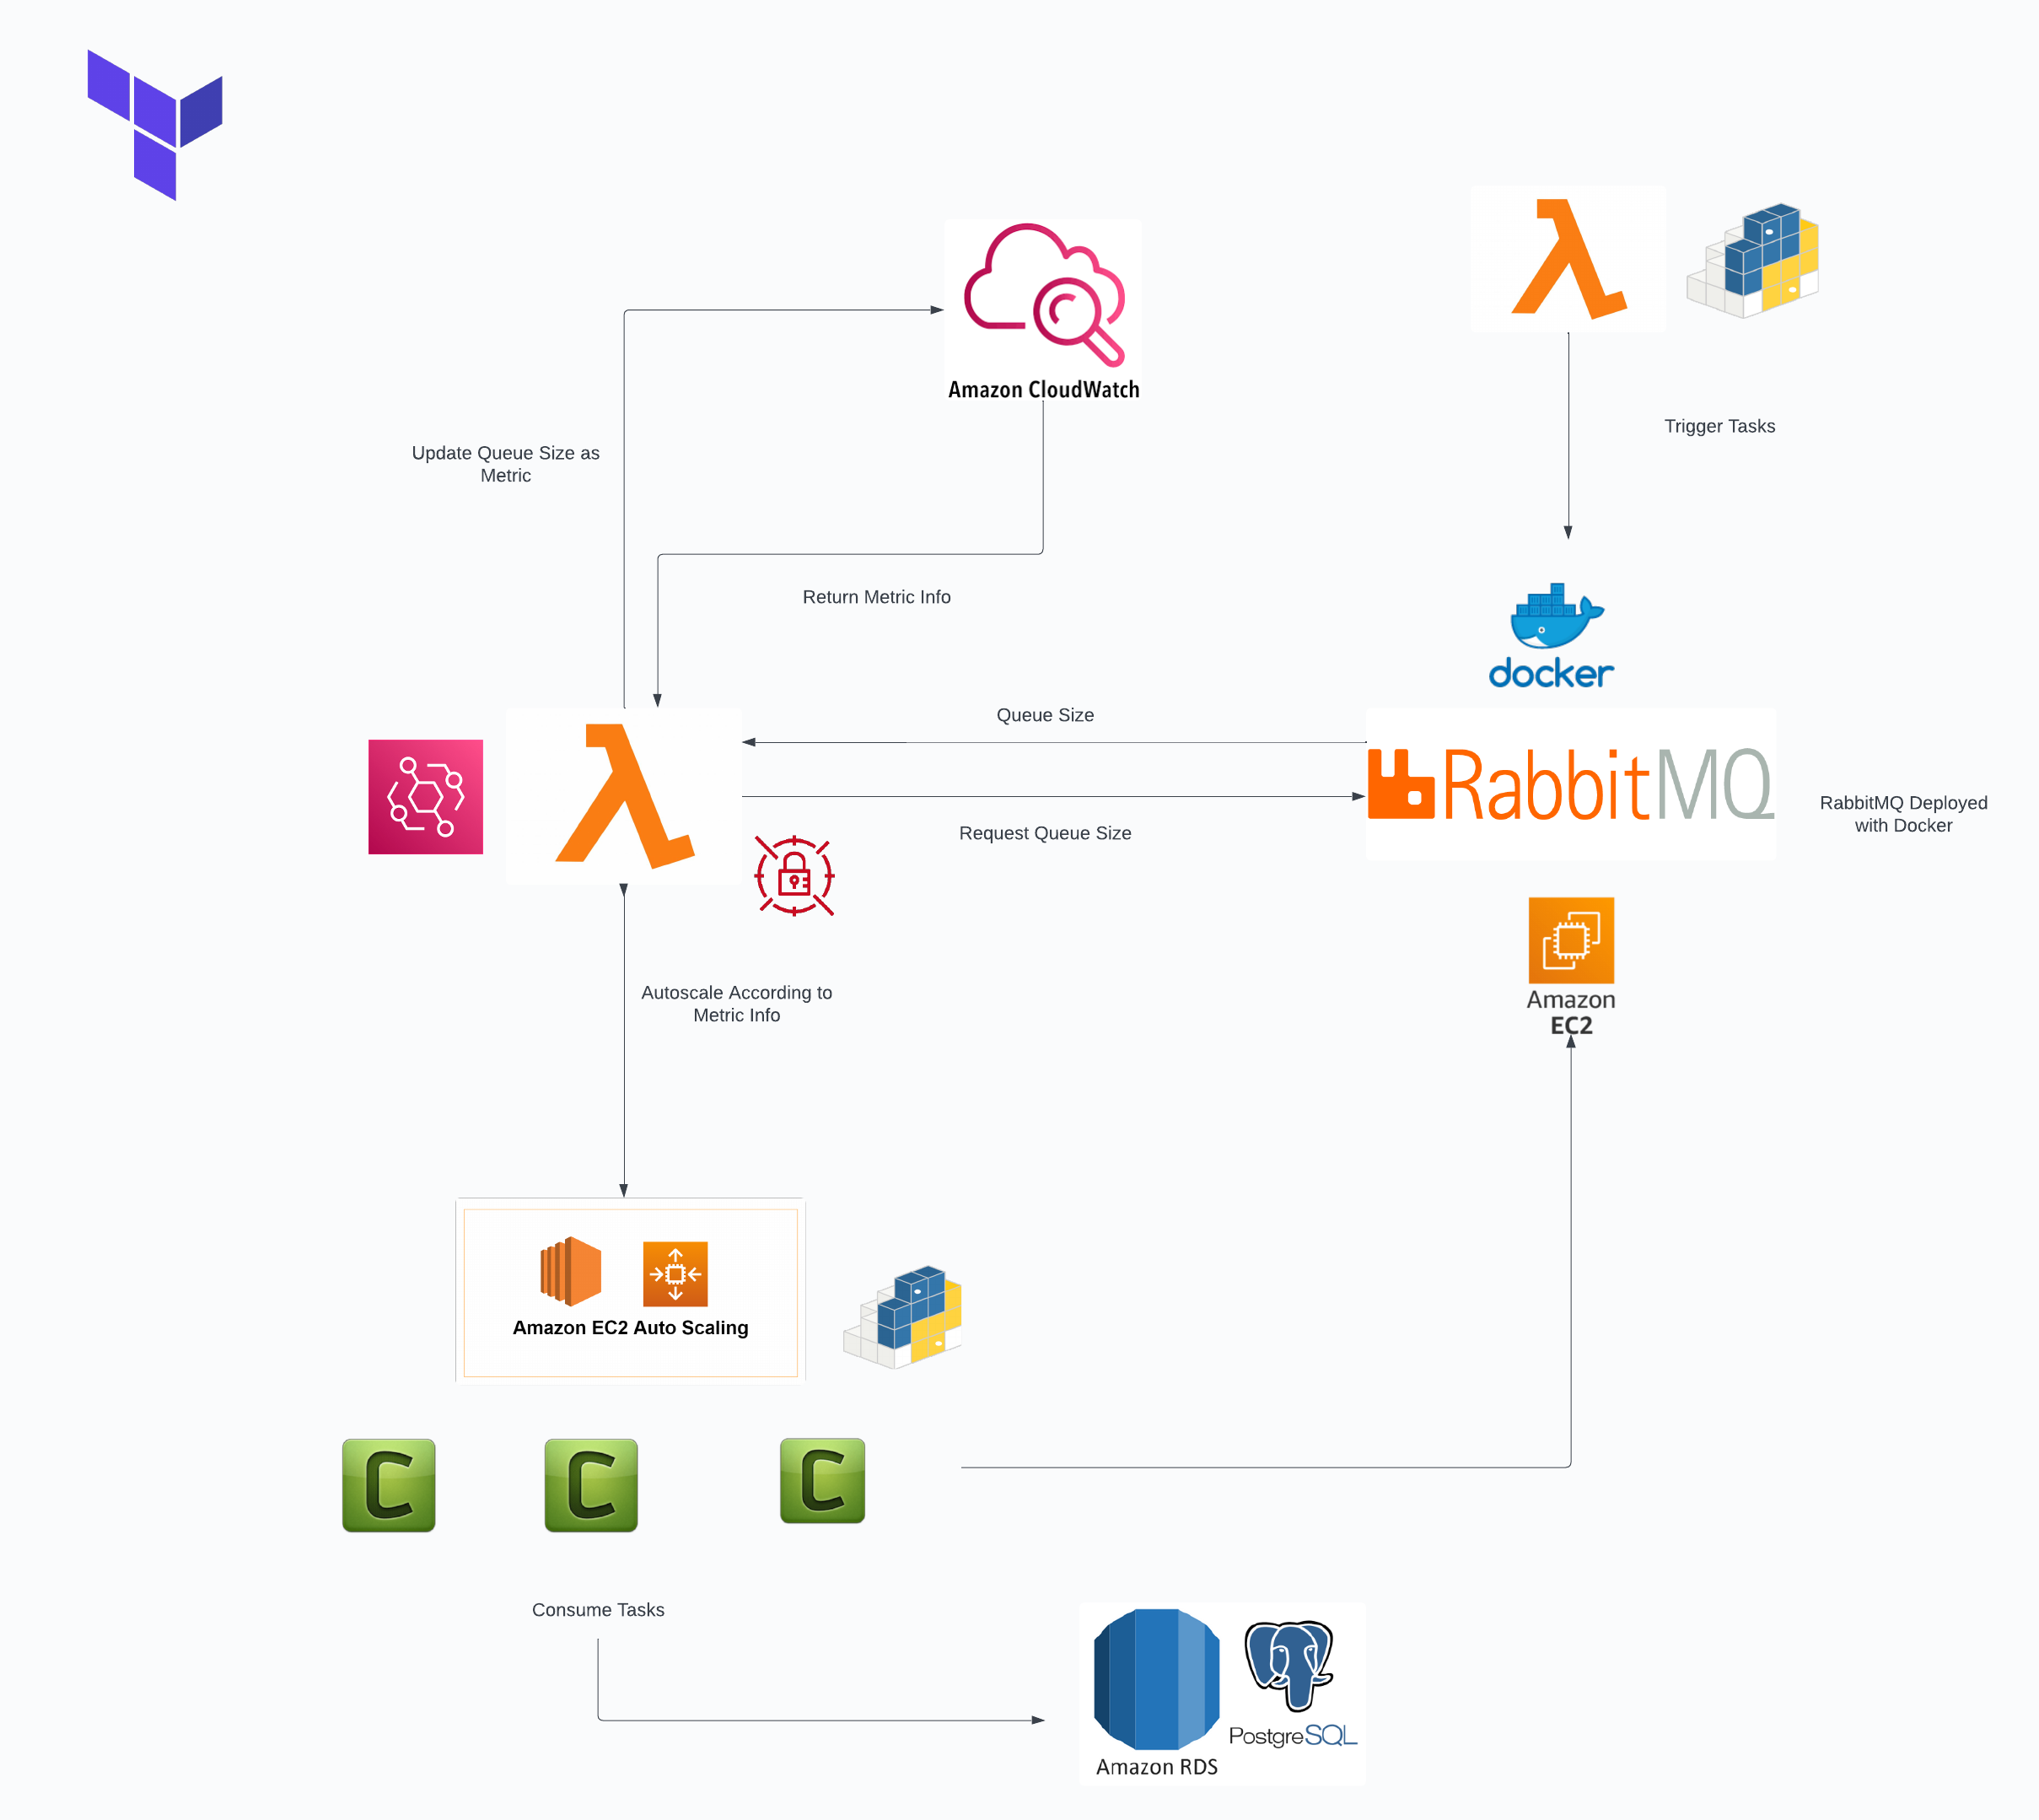 Amazon CloudWatch
Trigger Tasks
Update Queue Size as
Metric
Return Metric Info
docker
Queue Size
RabbitMQ
RabbitMQ Deployed
with Docker
Request Queue Size
Autoscale According to
Metric Info
Amazon
EC2
Amazon EC2 Auto Scaling
C
C
C
Consume Tasks
PostgreSQL
Amazon RDS